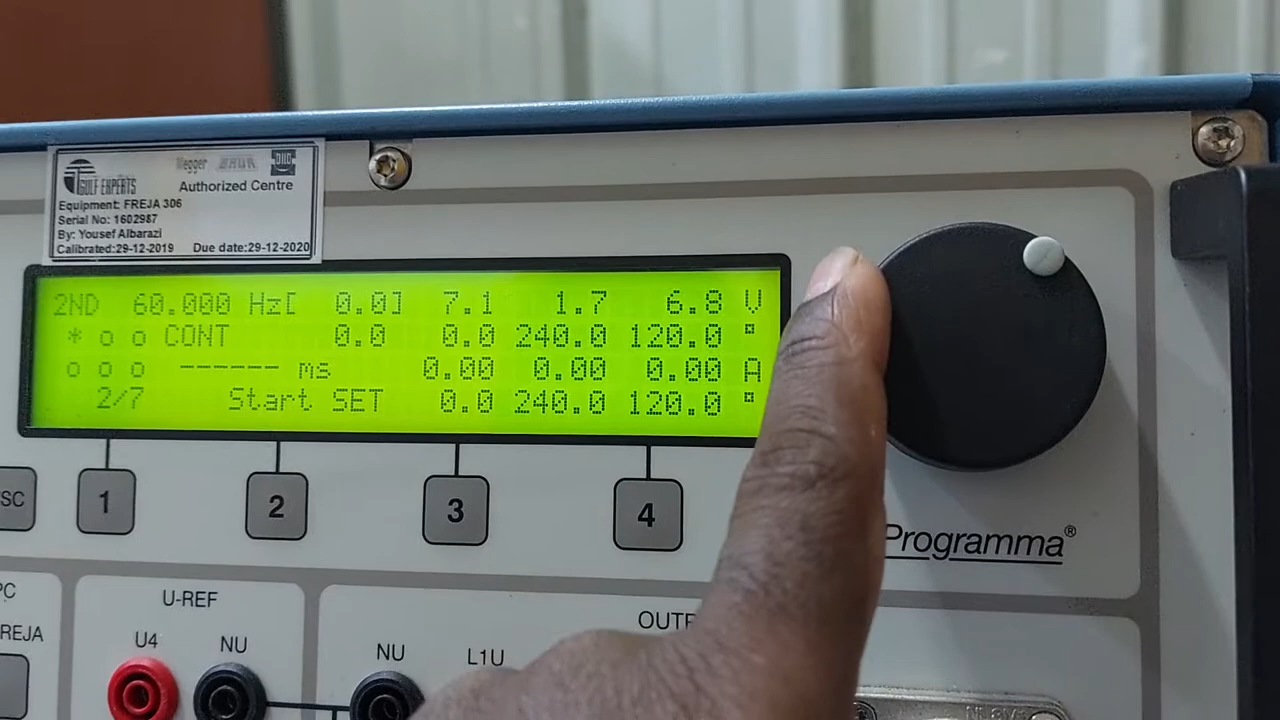 GULF EXPERTS
Megger
Authorized Centre
Equipment: FREJA 306
Serial No: 1602987
By: Yousef Albarazi
Calibrated:29-12-2019 Due date:29-12-2020
2ND 60.000 Hz[ 0.0] 7.1 1.7 6.8 V
* o o CONT 0.0 0.0 240.0 120.0 °
o o o ------ ms 0.00 0.00 0.00 A
2/7 Start SET 0.0 240.0 120.0 °
SC
1
2
3
4
Programma®
PC
REJA
U-REF
U4
NU
OUTP
NU
L1U